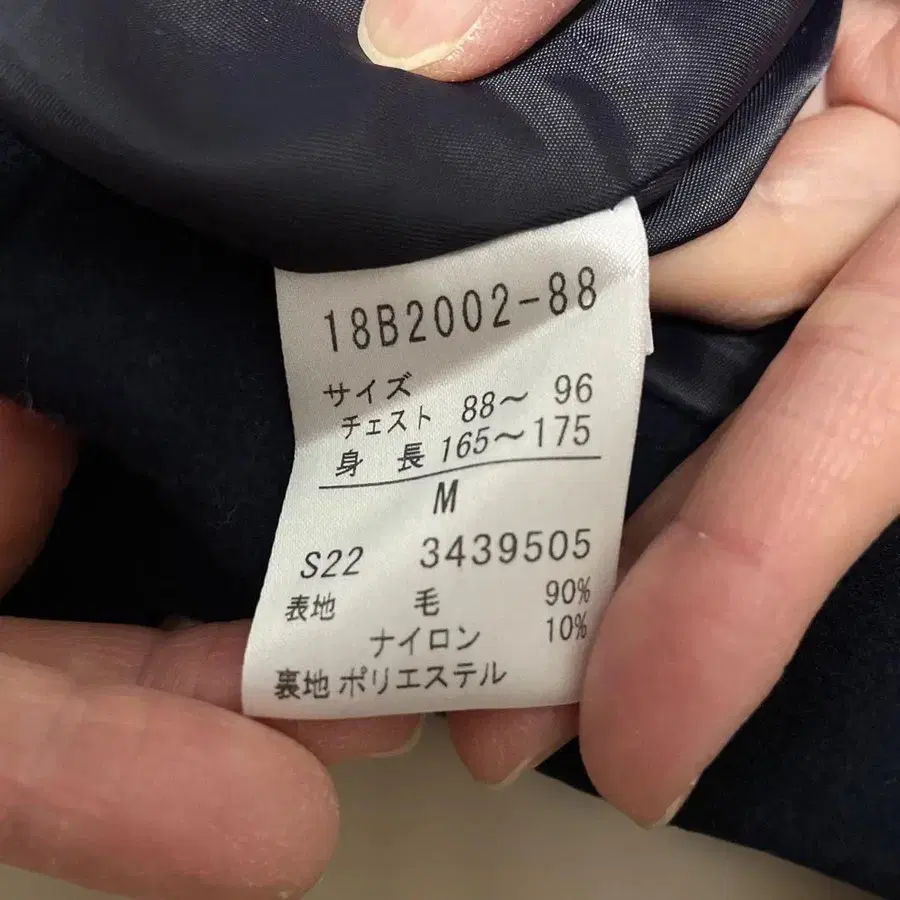 18B2002-88
サイズ
チェスト 88～ 96
身 長 165～175
M
S22 3439505
表地 毛 90%
ナイロン 10%
裏地 ポリエステル